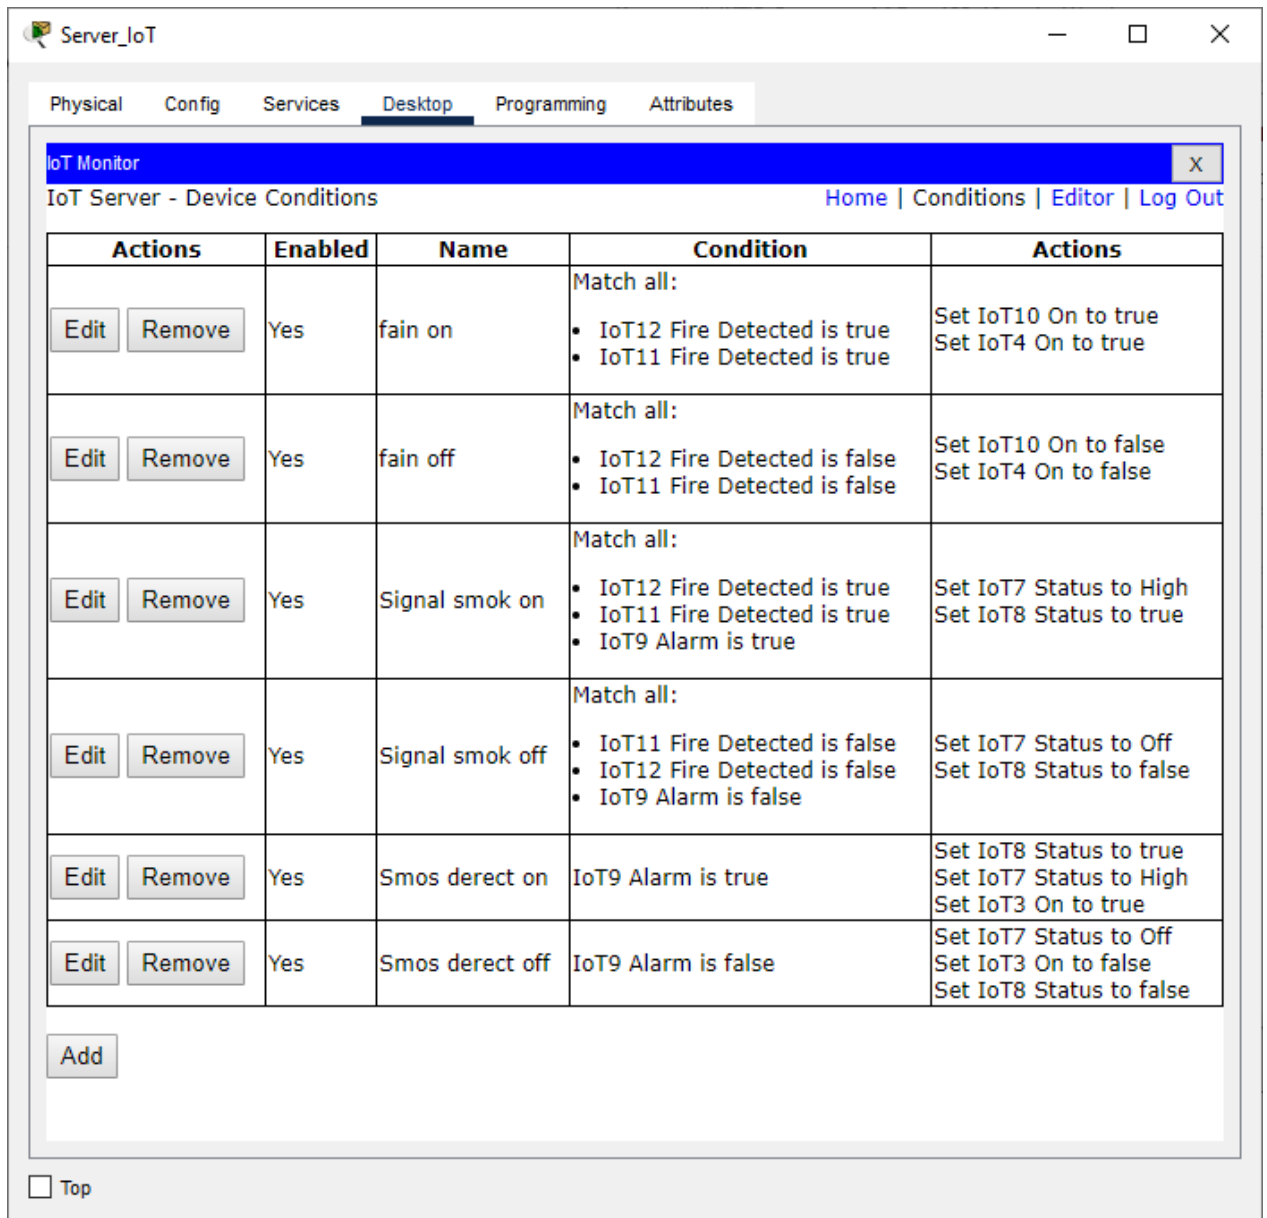 Server_IoT
Physical Config Services Desktop Programming Attributes
IoT Monitor X
IoT Server - Device Conditions Home | Conditions | Editor | Log Out
Actions Enabled Name Condition Actions
Edit Remove Yes fain on
Match all:
• IoT12 Fire Detected is true
• IoT11 Fire Detected is true
Set IoT10 On to true
Set IoT4 On to true
Edit Remove Yes fain off
Match all:
• IoT12 Fire Detected is false
• IoT11 Fire Detected is false
Set IoT10 On to false
Set IoT4 On to false
Edit Remove Yes Signal smok on
Match all:
• IoT12 Fire Detected is true
• IoT11 Fire Detected is true
• IoT9 Alarm is true
Set IoT7 Status to High
Set IoT8 Status to true
Edit Remove Yes Signal smok off
Match all:
• IoT11 Fire Detected is false
• IoT12 Fire Detected is false
• IoT9 Alarm is false
Set IoT7 Status to Off
Set IoT8 Status to false
Edit Remove Yes Smos derect on IoT9 Alarm is true
Set IoT8 Status to true
Set IoT7 Status to High
Set IoT3 On to true
Edit Remove Yes Smos derect off IoT9 Alarm is false
Set IoT7 Status to Off
Set IoT3 On to false
Set IoT8 Status to false
Add
Top